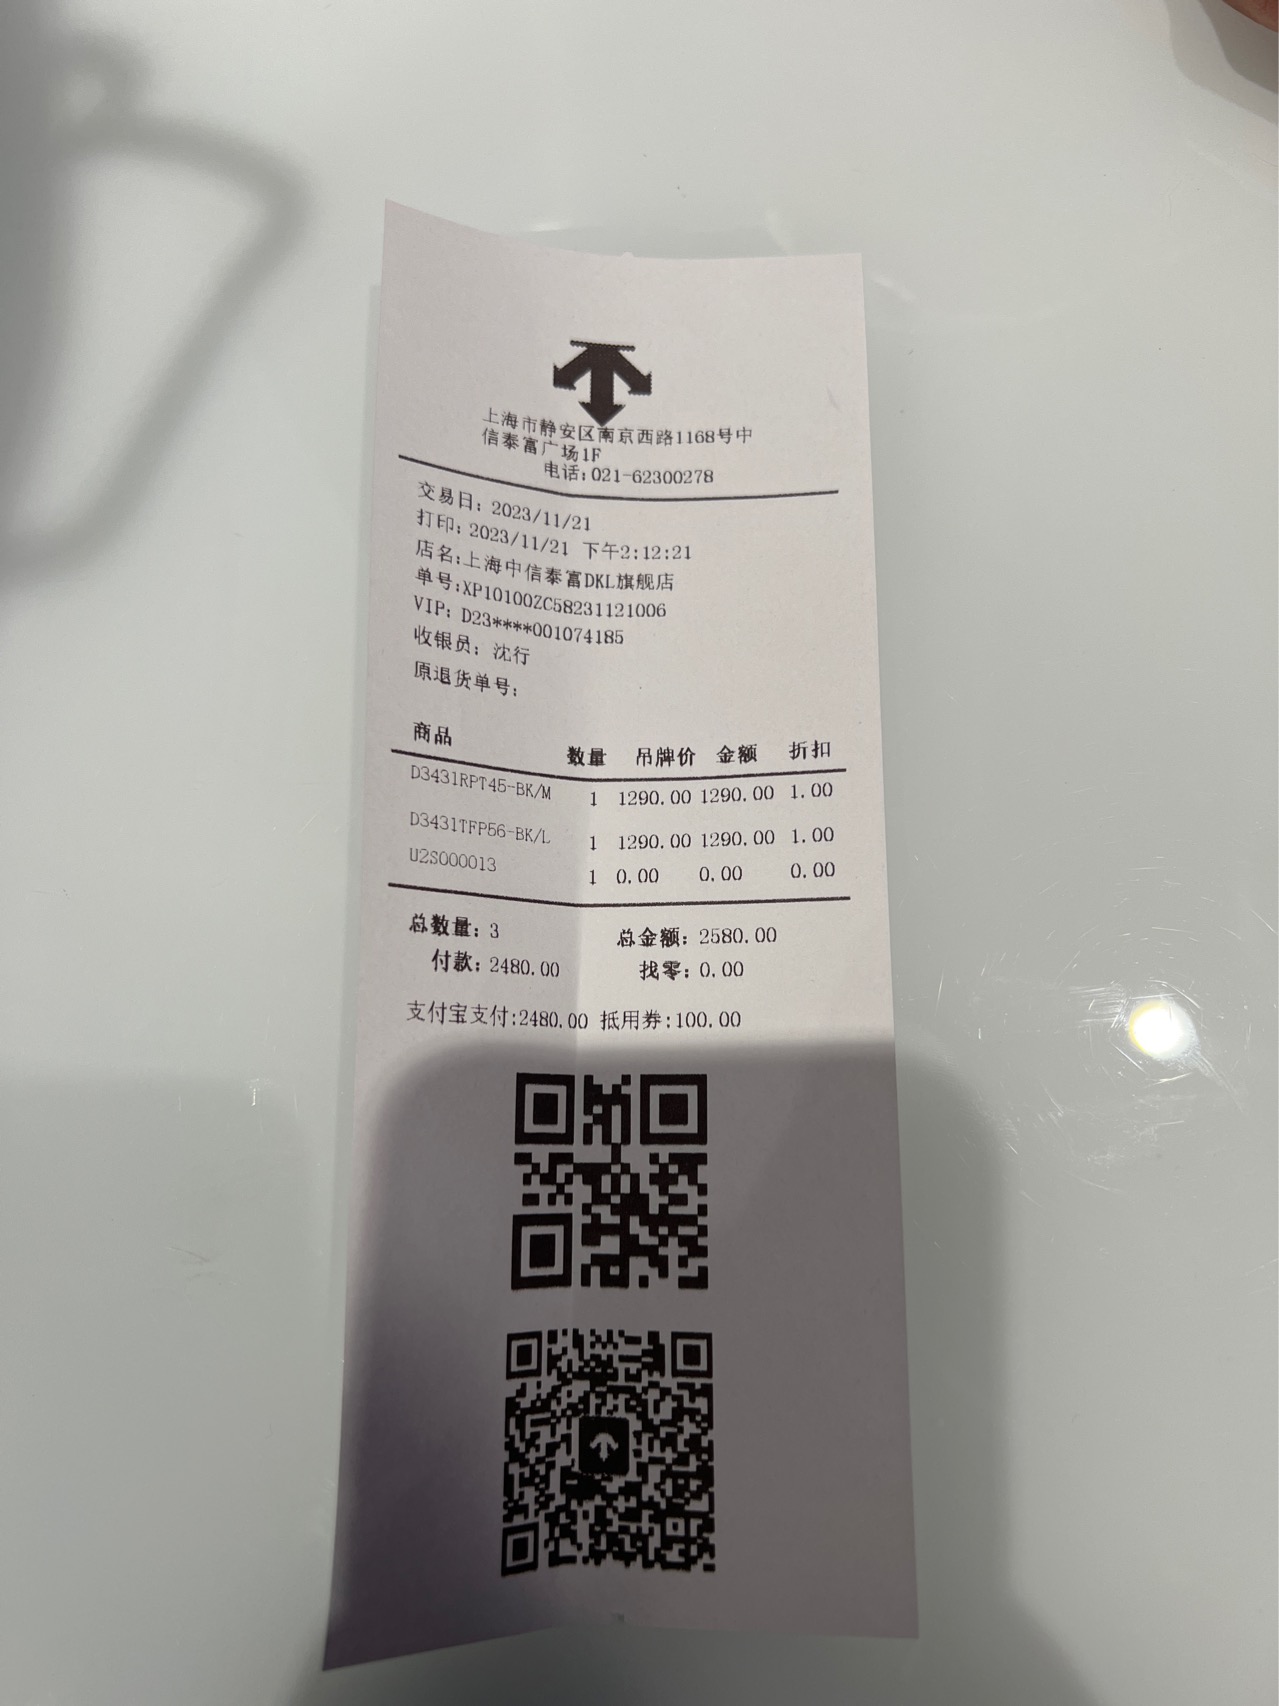 上海市静安区南京西路1168号中
信泰富广场1F
电话:021-62300278
交易日: 2023/11/21
打印: 2023/11/21 下午2:12:21
店名:上海中信泰富DKL旗舰店
单号:XP10100ZC58231121006
VIP: D23****001074185
收银员: 沈行
原退货单号:
商品 数量 吊牌价 金额 折扣
D3431RPT45-BK/M 1 1290.00 1290.00 1.00
D3431TFP56-BK/L 1 1290.00 1290.00 1.00
U2S000013 1 0.00 0.00 0.00
总数量: 3 总金额: 2580.00
付款: 2480.00 找零: 0.00
支付宝支付:2480.00 抵用券:100.00